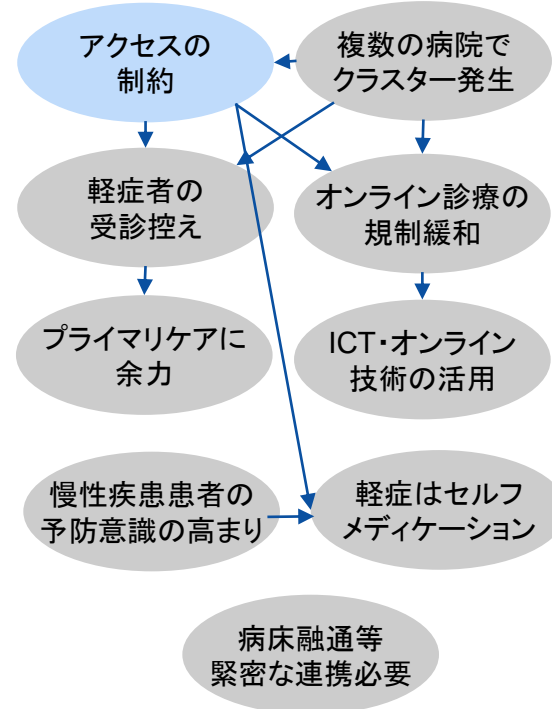 アクセスの
制約
複数の病院で
クラスター発生
軽症者の
受診控え
オンライン診療の
規制緩和
プライマリケアに
余力
ICT・オンライン
技術の活用
慢性疾患患者の
予防意識の高まり
軽症はセルフ
メディケーション
病床融通等
緊密な連携必要